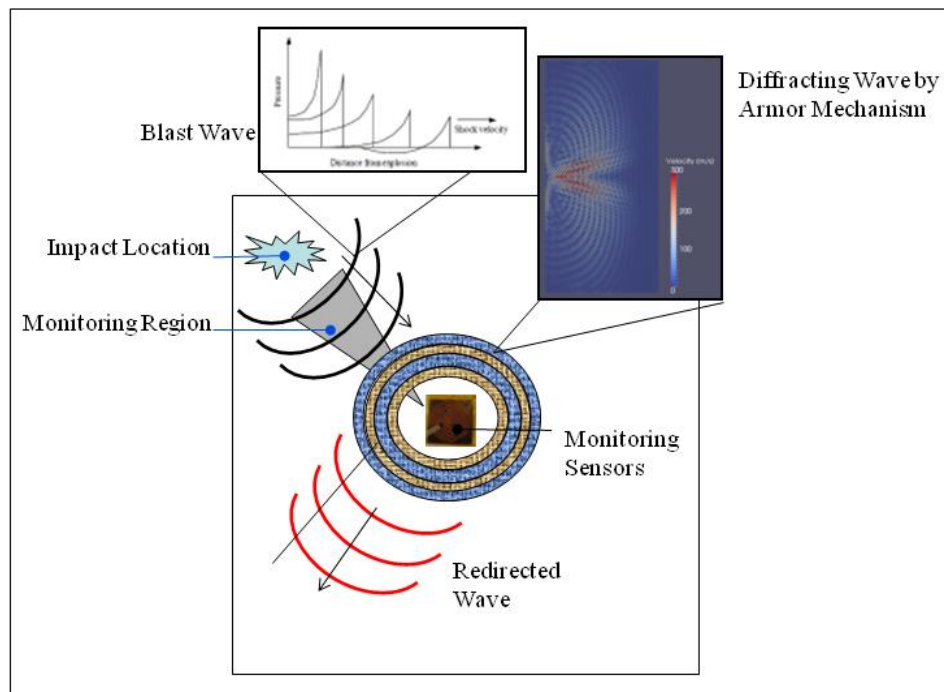 Pressure
Shock velocity
Distance from explosion
Blast Wave
Diffracting Wave by
Armor Mechanism
Velocity (m/s)
300
200
100
0
Impact Location
Monitoring Region
Monitoring
Sensors
Redirected
Wave